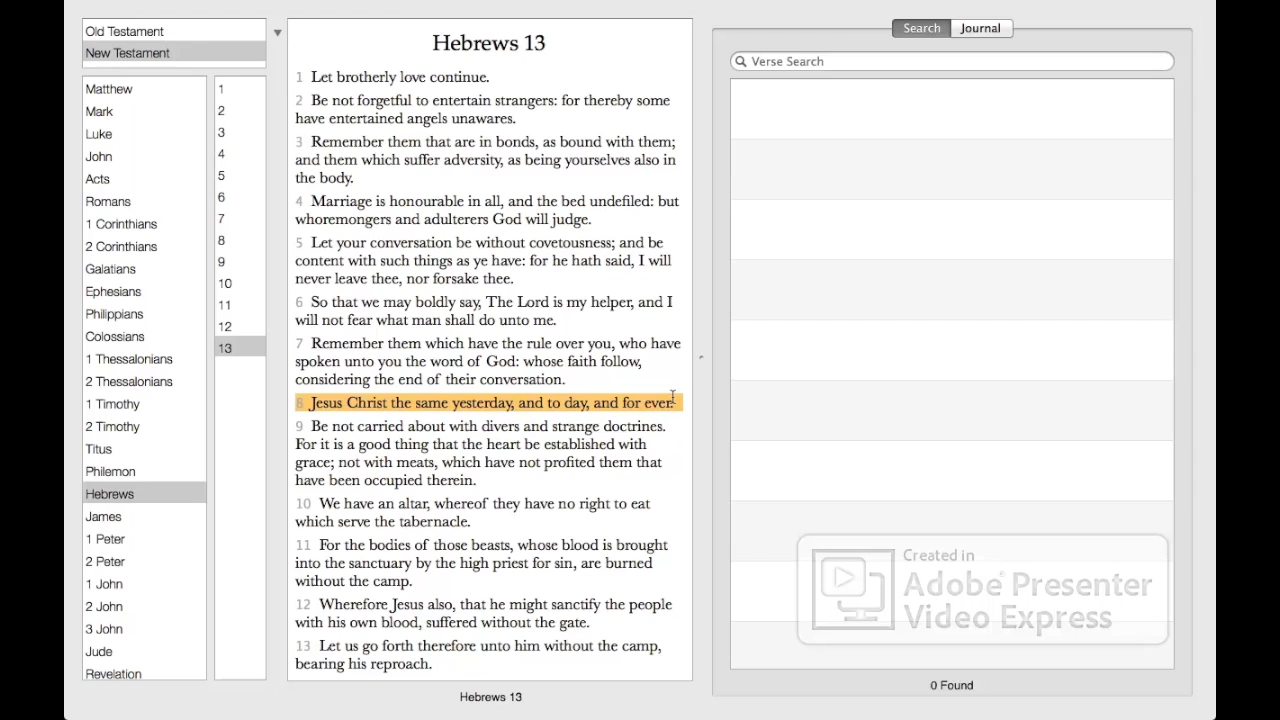 Old Testament
New Testament
Matthew
Mark
Luke
John
Acts
Romans
1 Corinthians
2 Corinthians
Galatians
Ephesians
Philippians
Colossians
1 Thessalonians
2 Thessalonians
1 Timothy
2 Timothy
Titus
Philemon
Hebrews
James
1 Peter
2 Peter
1 John
2 John
3 John
Jude
Revelation
1
2
3
4
5
6
7
8
9
10
11
12
13
Hebrews 13
1 Let brotherly love continue.
2 Be not forgetful to entertain strangers: for thereby some
have entertained angels unawares.
3 Remember them that are in bonds, as bound with them;
and them which suffer adversity, as being yourselves also in
the body.
4 Marriage is honourable in all, and the bed undefiled: but
whoremongers and adulterers God will judge.
5 Let your conversation be without covetousness; and be
content with such things as ye have: for he hath said, I will
never leave thee, nor forsake thee.
6 So that we may boldly say, The Lord is my helper, and I
will not fear what man shall do unto me.
7 Remember them which have the rule over you, who have
spoken unto you the word of God: whose faith follow,
considering the end of their conversation.
8 Jesus Christ the same yesterday, and to day, and for ever.
9 Be not carried about with divers and strange doctrines.
For it is a good thing that the heart be established with
grace; not with meats, which have not profited them that
have been occupied therein.
10 We have an altar, whereof they have no right to eat
which serve the tabernacle.
11 For the bodies of those beasts, whose blood is brought
into the sanctuary by the high priest for sin, are burned
without the camp.
12 Wherefore Jesus also, that he might sanctify the people
with his own blood, suffered without the gate.
13 Let us go forth therefore unto him without the camp,
bearing his reproach.
Hebrews 13
Search Journal
Verse Search
Created in
Adobe® Presenter
Video Express
0 Found